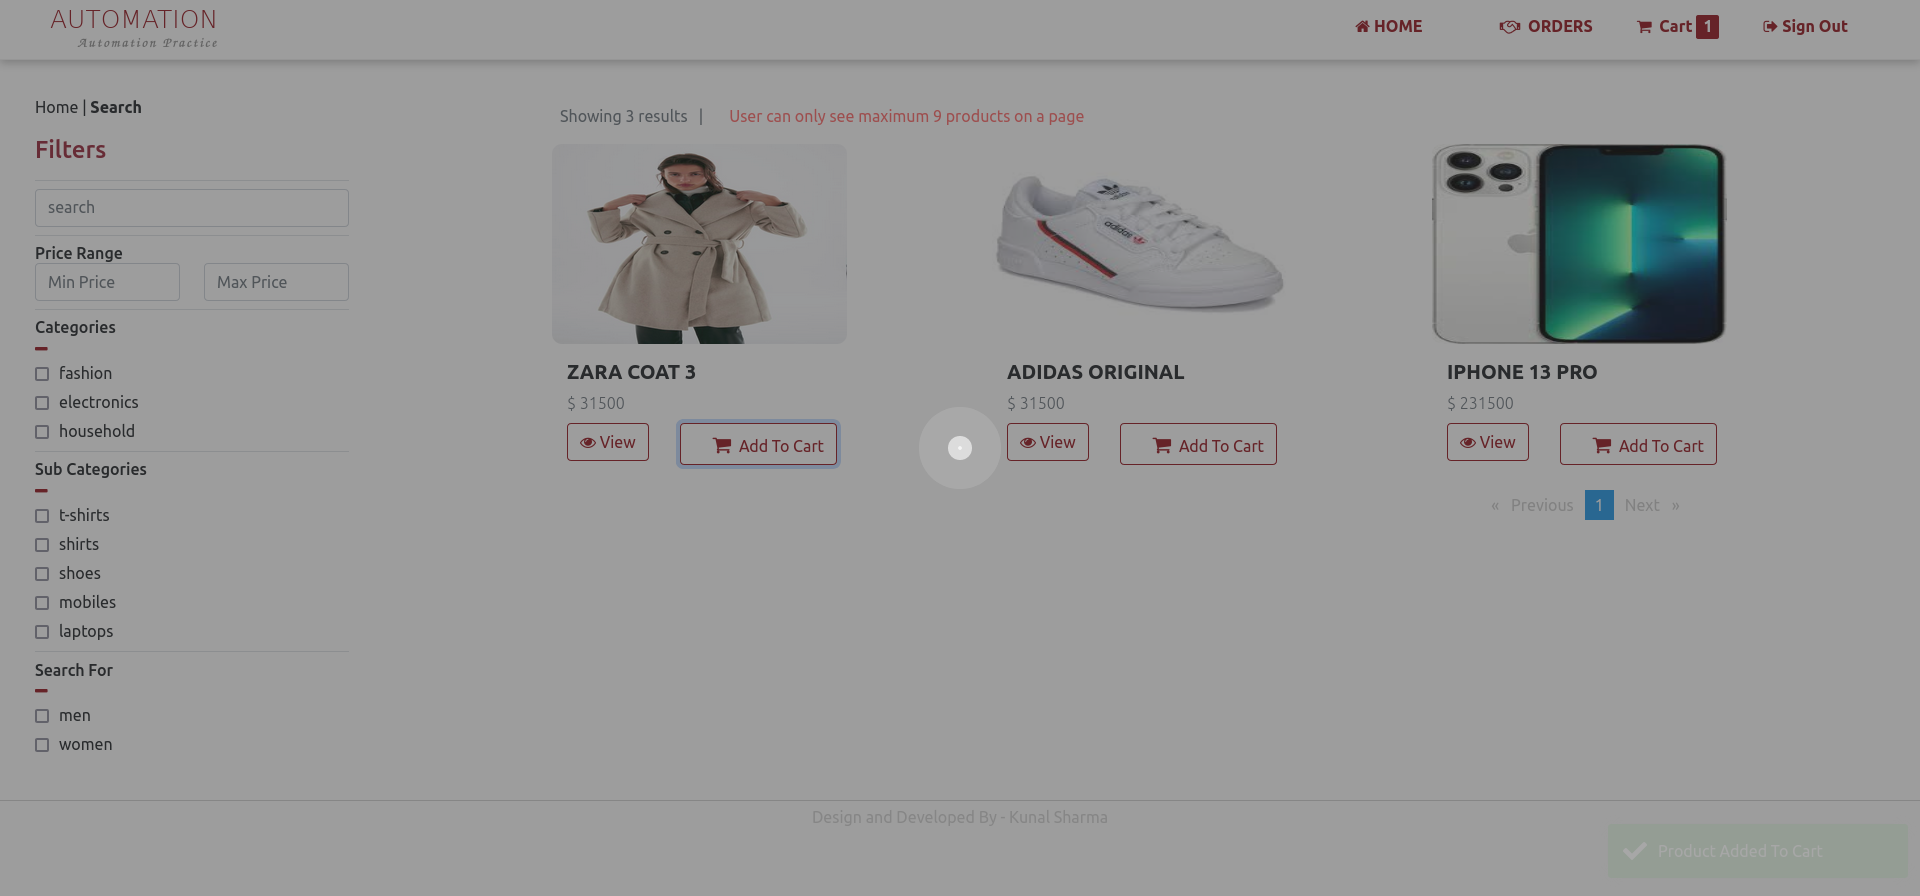 AUTOMATION
Automation Practice
HOME
ORDERS
Cart 1
Sign Out
Home | Search
Filters
search
Price Range
Min Price
Max Price
Categories
fashion
electronics
household
Sub Categories
t-shirts
shirts
shoes
mobiles
laptops
Search For
men
women
Showing 3 results |
User can only see maximum 9 products on a page
ZARA COAT 3
$ 31500
View
Add To Cart
adidas
ADIDAS ORIGINAL
$ 31500
View
Add To Cart
IPHONE 13 PRO
$ 231500
View
Add To Cart
« Previous 1 Next »
Design and Developed By - Kunal Sharma
Product Added To Cart